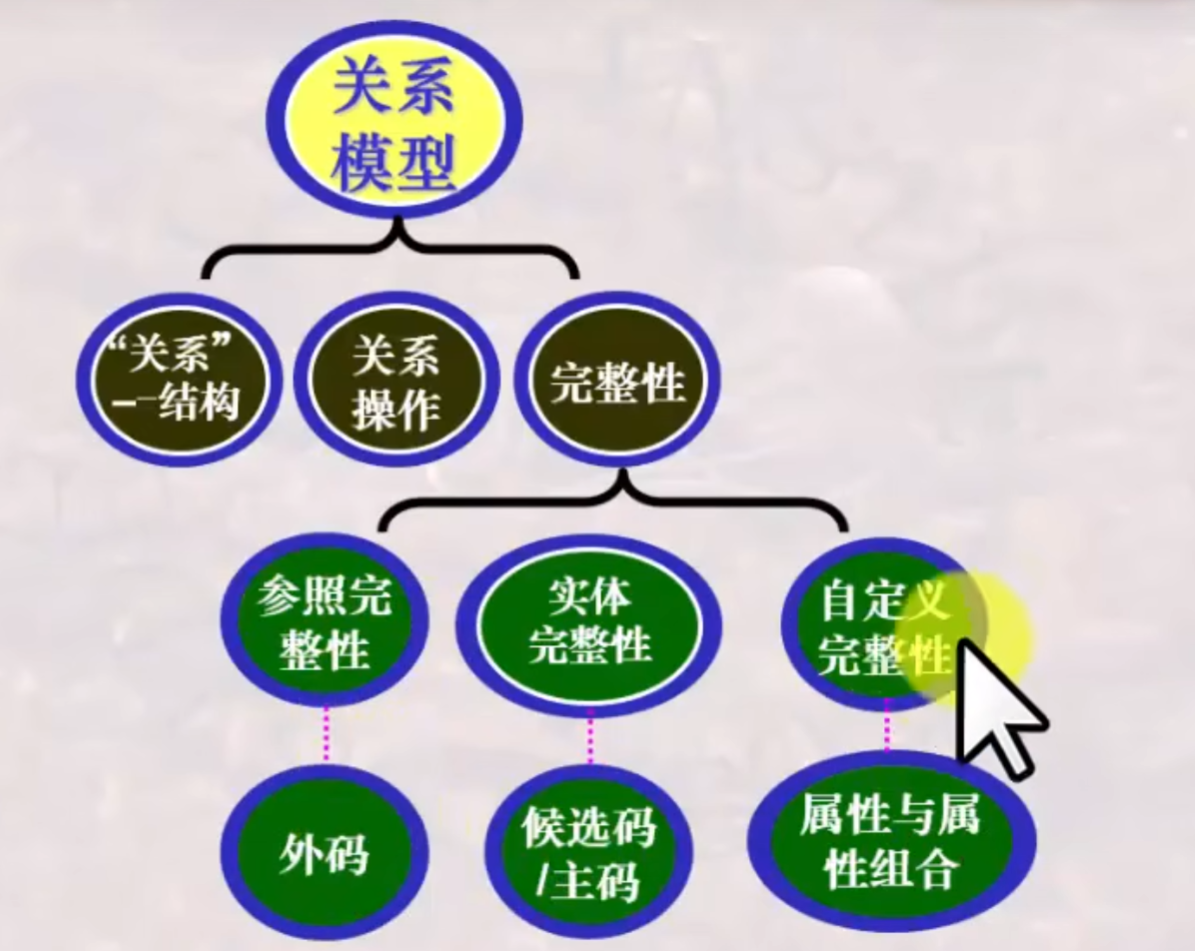 关系
模型
“关系”
--结构
关系
操作
完整性
参照完
整性
实体
完整性
自定义
完整性
外码
候选码
/主码
属性与属
性组合